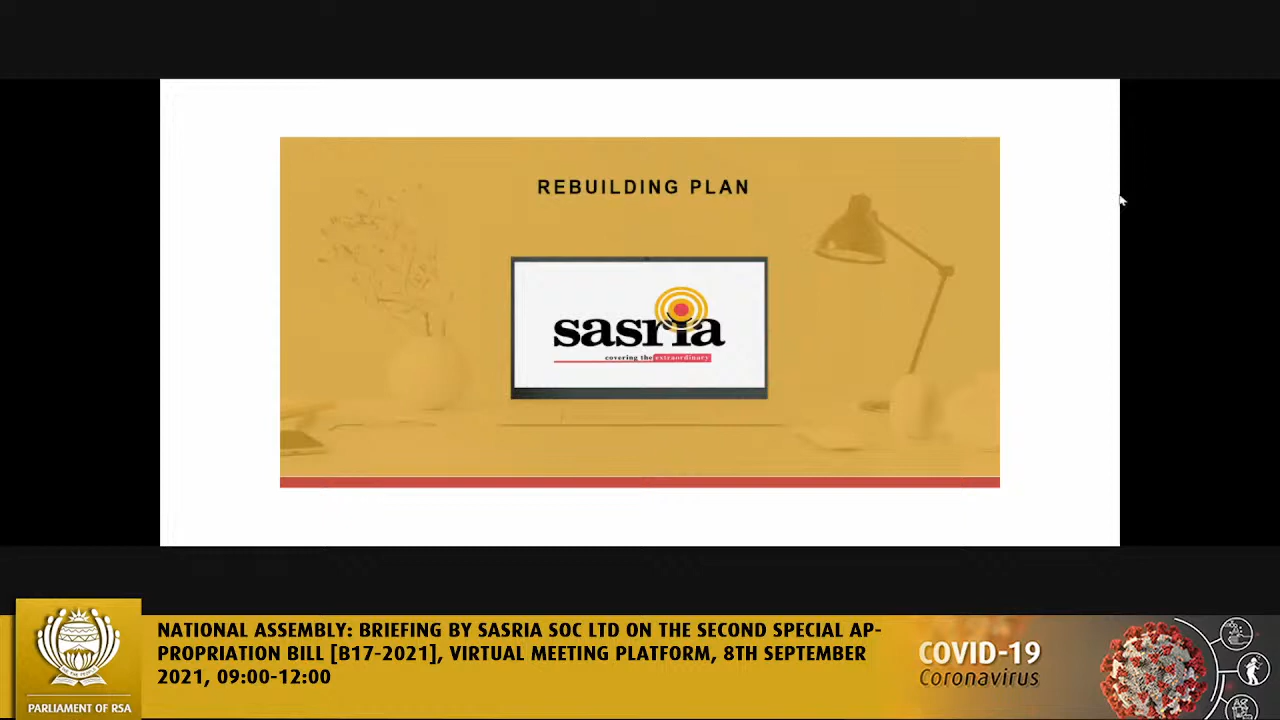 REBUILDING PLAN
sasria
covering the extraordinary
NATIONAL ASSEMBLY: BRIEFING BY SASRIA SOC LTD ON THE SECOND SPECIAL AP-
PROPRIATION BILL [B17-2021], VIRTUAL MEETING PLATFORM, 8TH SEPTEMBER
2021, 09:00-12:00
PARLIAMENT OF RSA
COVID-19
Coronavirus